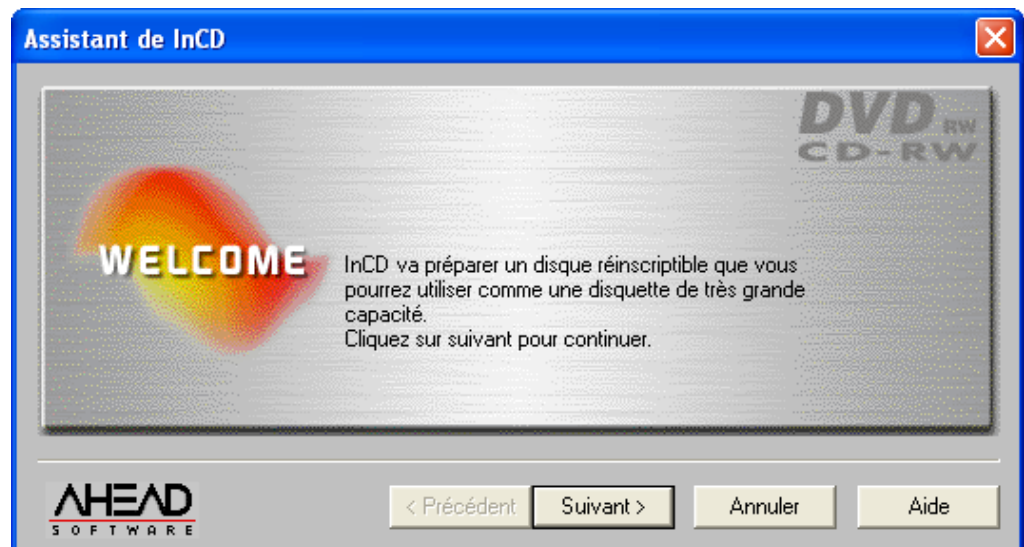 Assistant de InCD
DVD RW
CD-RW
WELCOME
InCD va préparer un disque réinscriptible que vous
pourrez utiliser comme une disquette de très grande
capacité.
Cliquez sur suivant pour continuer.
AHEAD
SOFTWARE
< Précédent
Suivant >
Annuler
Aide